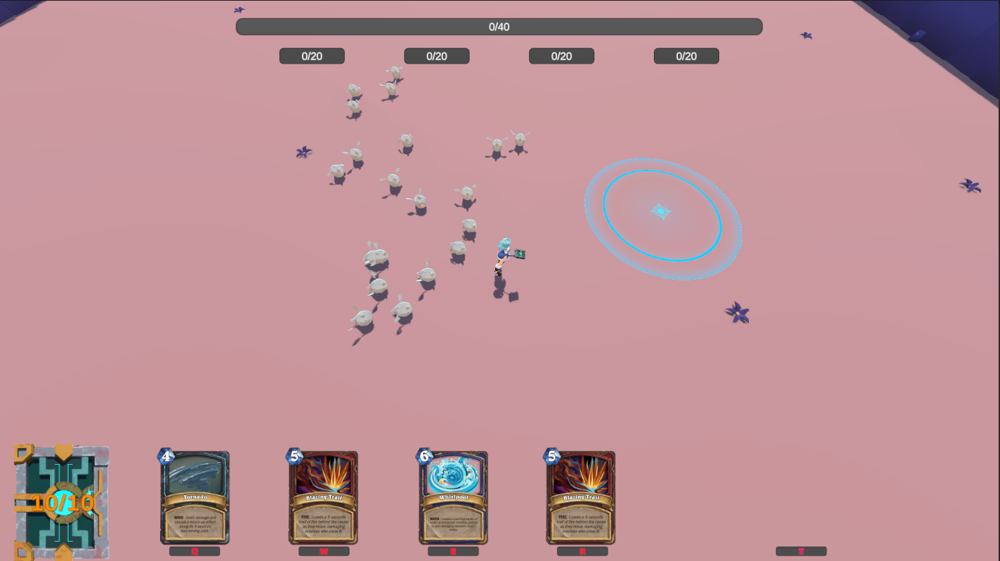 0/40
0/20
0/20
0/20
0/20
10/10
4
Tornado
WIND: Deals damage and
causes a knock-up effect
along its 3-seconds
fast-moving path.
Q
5
Blazing Trail
FIRE: Leaves a 5-seconds
trail of fire behind the caster
as they move, damaging
enemies who cross it.
W
6
Whirlpool
WATER: Creates a swirling vortex of
water at a targeted location, pulling
in and damaging enemies caught
within.
E
5
Blazing Trail
FIRE: Leaves a 5-seconds
trail of fire behind the caster
as they move, damaging
enemies who cross it.
R
T